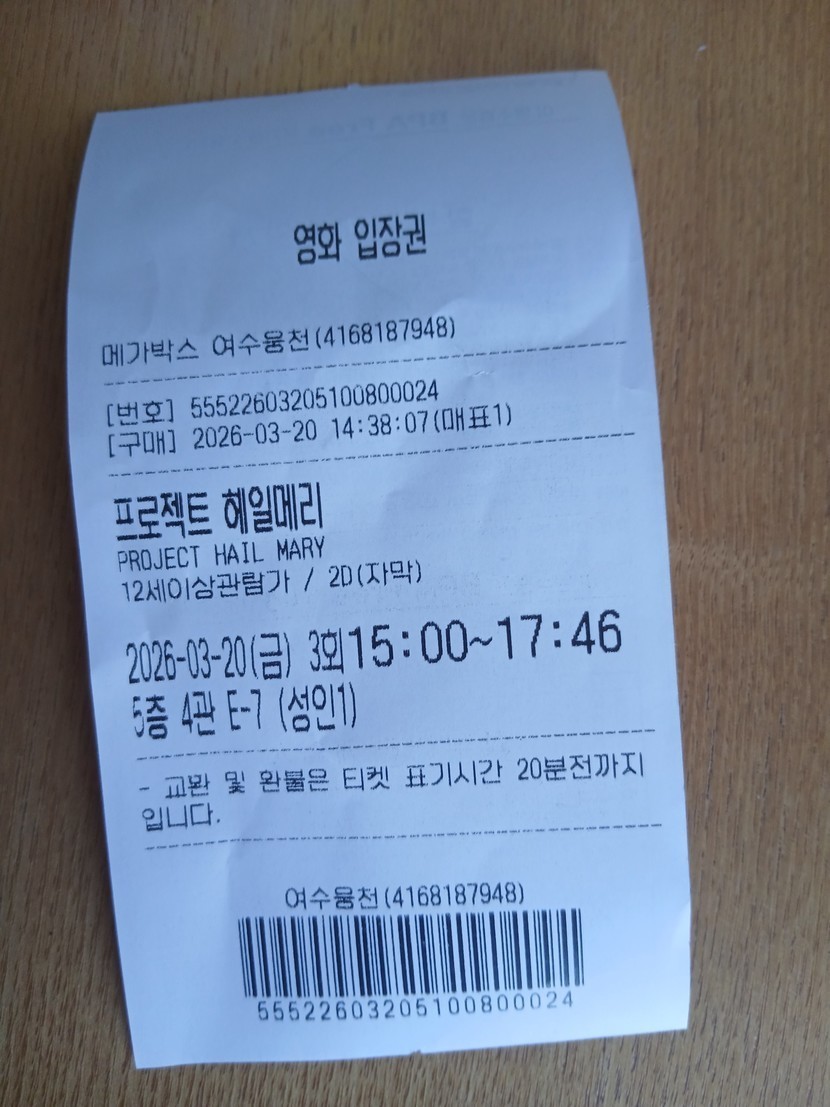 영화 입장권
메가박스 여수웅천(4168187948)
[번호] 55522603205100800024
[구매] 2026-03-20 14:38:07(매표1)
프로젝트 헤일메리
PROJECT HAIL MARY
12세이상관람가 / 2D(자막)
2026-03-20(금) 3회15:00~17:46
5층 4관 E-7 (성인1)
- 교환 및 환불은 티켓 표기시간 20분전까지
입니다.
여수웅천(4168187948)
55522603205100800024